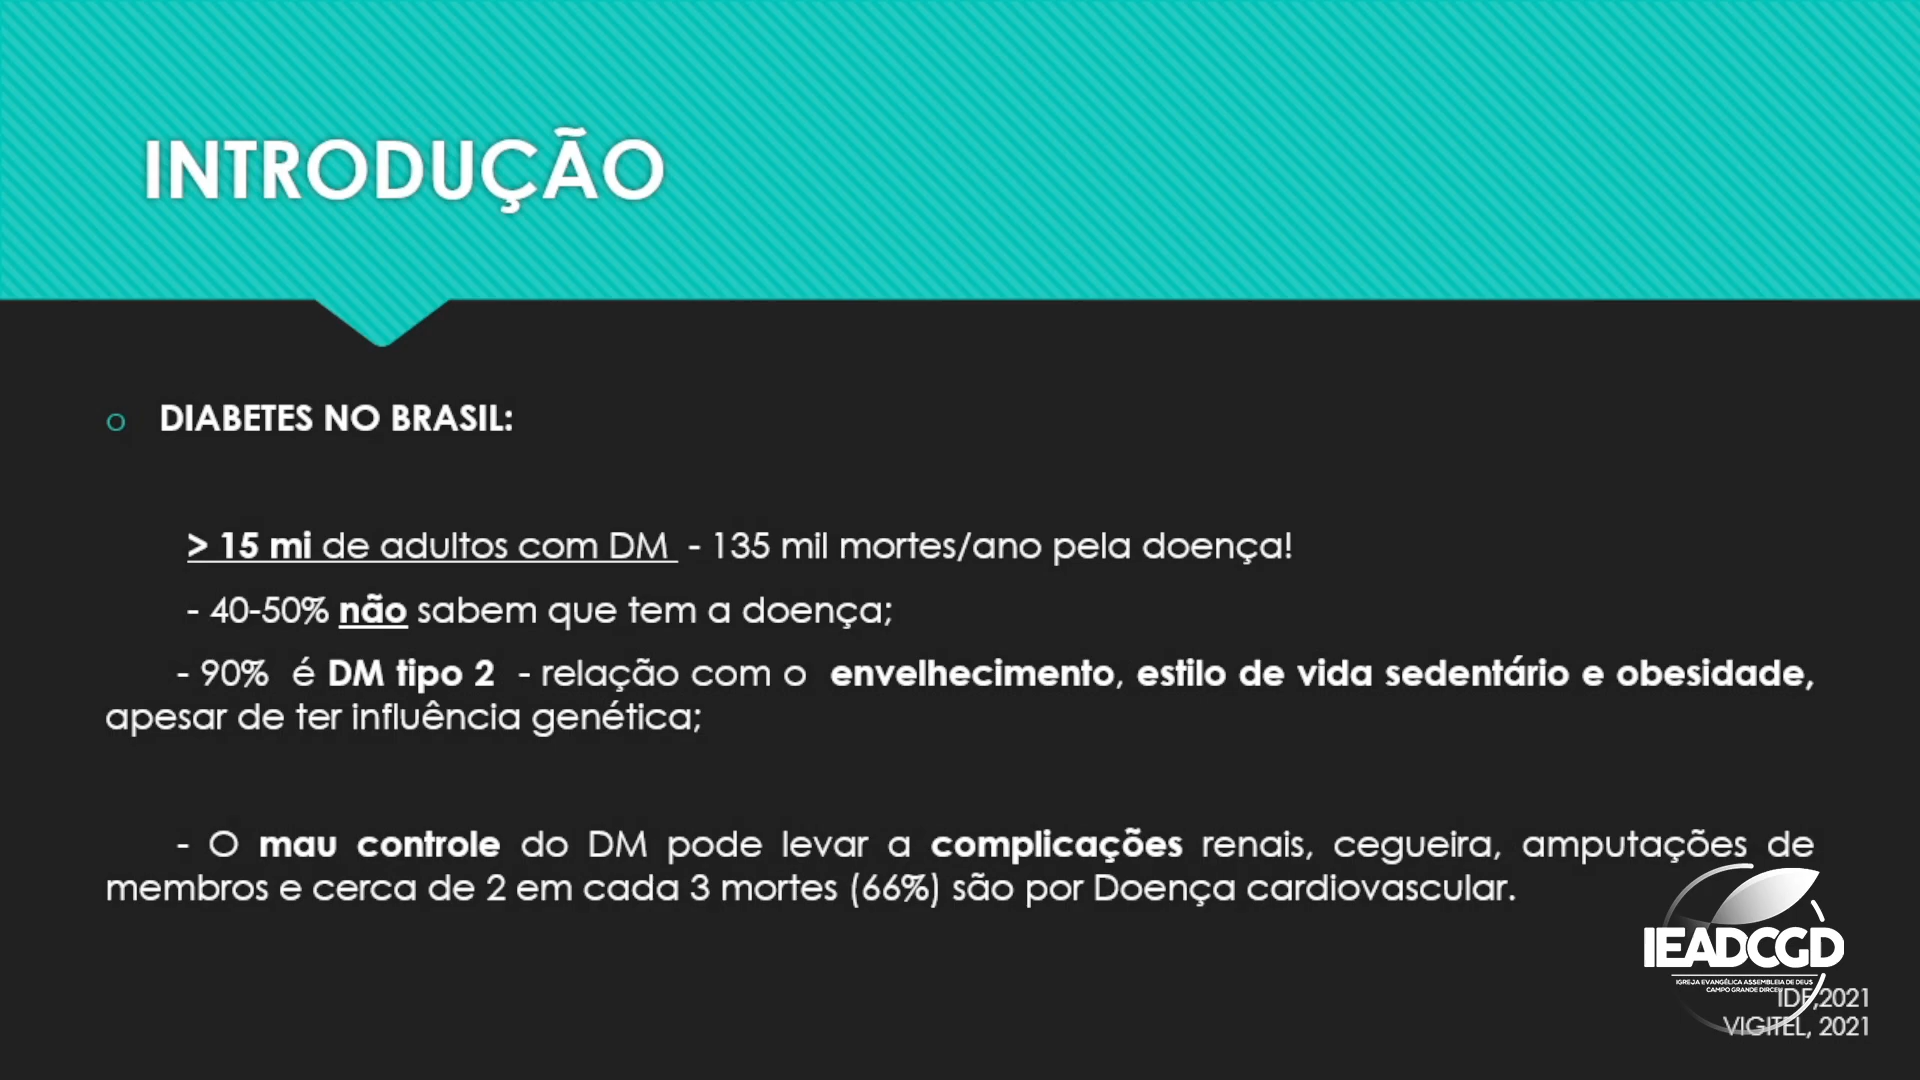 INTRODUÇÃO
o DIABETES NO BRASIL:
> 15 mi de adultos com DM - 135 mil mortes/ano pela doença!
- 40-50% não sabem que tem a doença;
- 90% é DM tipo 2 - relação com o envelhecimento, estilo de vida sedentário e obesidade,
apesar de ter influência genética;
- O mau controle do DM pode levar a complicações renais, cegueira, amputações de
membros e cerca de 2 em cada 3 mortes (66%) são por Doença cardiovascular.
IEADCGD
IGREJA EVANGÉLICA ASSEMBLEIA DE DEUS
CAMPO GRANDE DIRCEU
IDF,2021
VIGITEL, 2021